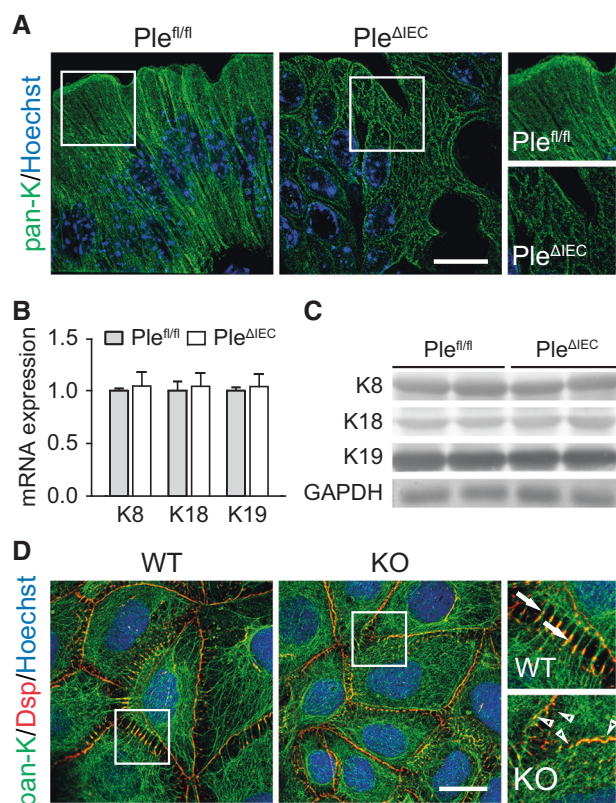 A
Ple^fl/fl
Ple^ΔIEC
pan-K/Hoechst
Ple^fl/fl
Ple^ΔIEC
B
Ple^fl/fl Ple^ΔIEC
mRNA expression
1.5
1.0
0.5
0.0
K8 K18 K19
C
Ple^fl/fl Ple^ΔIEC
K8
K18
K19
GAPDH
D
WT KO
pan-K/Dsp/Hoechst
WT
KO